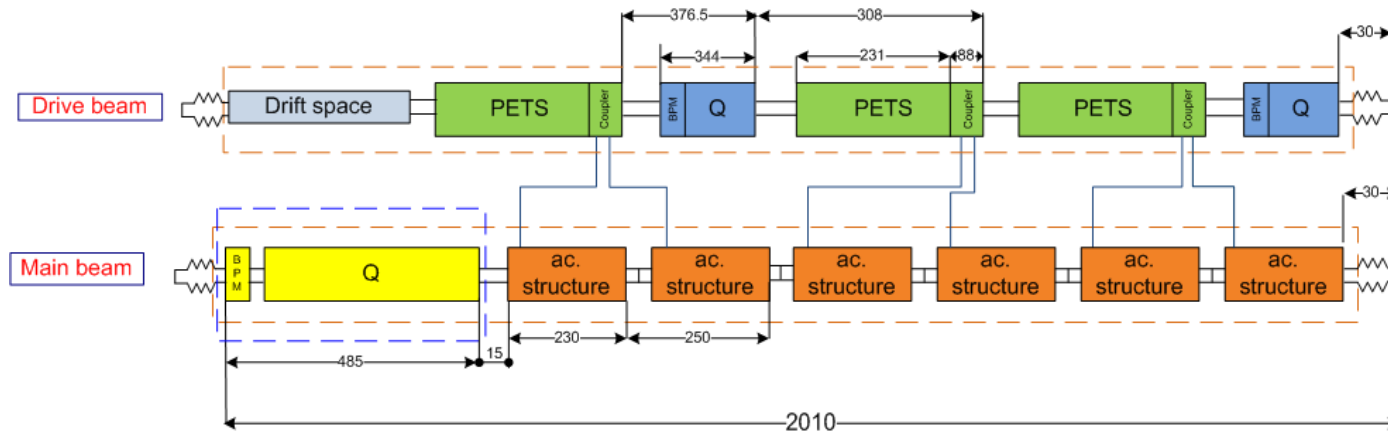 376.5
308
30
344
231
88
Drive beam
Drift space
PETS
Coupler
BPM
Q
PETS
Coupler
PETS
Coupler
BPM
Q
30
Main beam
B
P
M
Q
ac.
structure
ac.
structure
ac.
structure
ac.
structure
ac.
structure
ac.
structure
230
250
15
485
2010